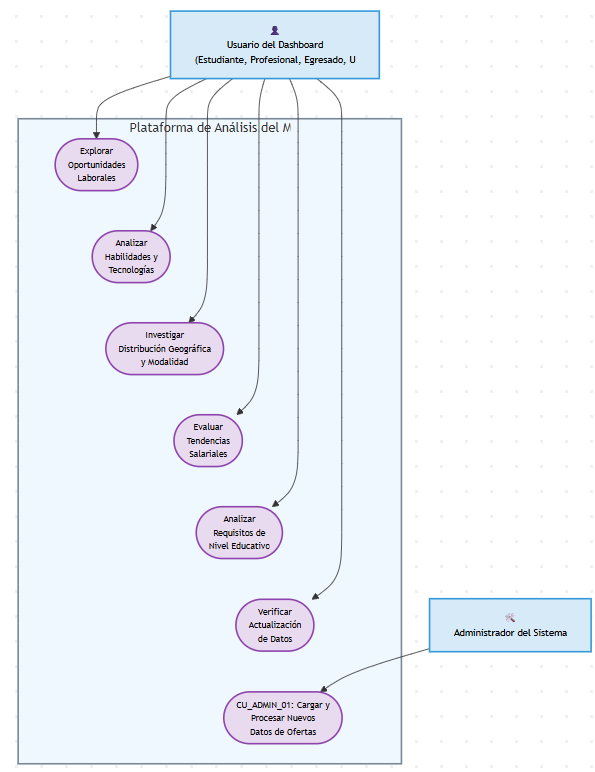 Usuario del Dashboard
(Estudiante, Profesional, Egresado, U
Plataforma de Análisis del M
Explorar
Oportunidades
Laborales
Analizar
Habilidades y
Tecnologías
Investigar
Distribución Geográfica
y Modalidad
Evaluar
Tendencias
Salariales
Analizar
Requisitos de
Nivel Educativo
Verificar
Actualización
de Datos
Administrador del Sistema
CU_ADMIN_01: Cargar y
Procesar Nuevos
Datos de Ofertas